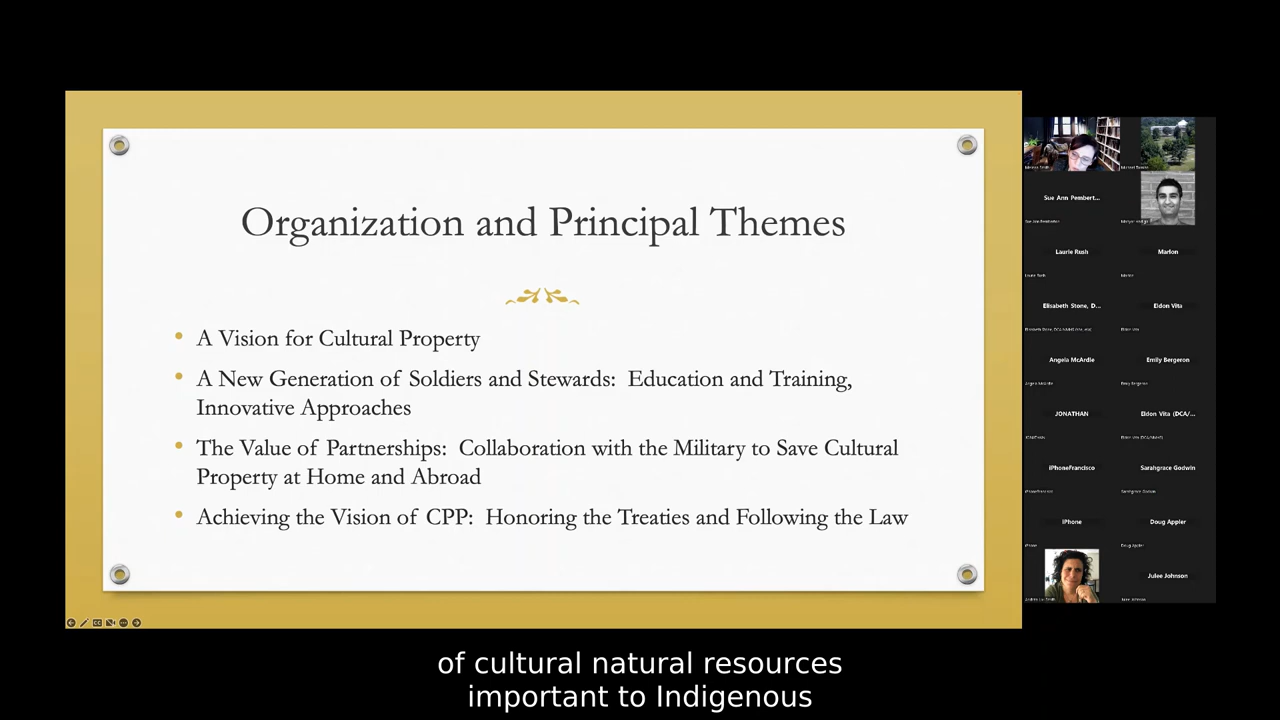 Organization and Principal Themes
A Vision for Cultural Property
A New Generation of Soldiers and Stewards: Education and Training,
Innovative Approaches
The Value of Partnerships: Collaboration with the Military to Save Cultural
Property at Home and Abroad
Achieving the Vision of CPP: Honoring the Treaties and Following the Law
Sue Ann Pembert...
Laurie Rush
Marlon
Elisabeth Stone, D...
Eldon Vita
Angela McArdle
Emily Bergeron
JONATHAN
Eldon Vita (DCA/...
iPhoneFrancisco
Sarahgrace Godwin
iPhone
Doug Appler
Julee Johnson
of cultural natural resources
important to Indigenous